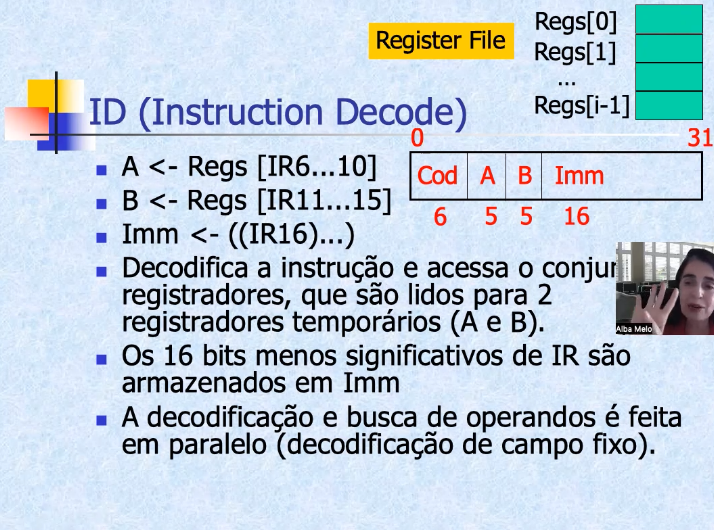 Register File
Regs[0]
Regs[1]
...
Regs[i-1]
ID (Instruction Decode)
0 31
Cod A B Imm
6 5 5 16
A <- Regs [IR6...10]
B <- Regs [IR11...15]
Imm <- ((IR16)...)
Decodifica a instrução e acessa o conjun
registradores, que são lidos para 2
registradores temporários (A e B).
Alba Melo
Os 16 bits menos significativos de IR são
armazenados em Imm
A decodificação e busca de operandos é feita
em paralelo (decodificação de campo fixo).